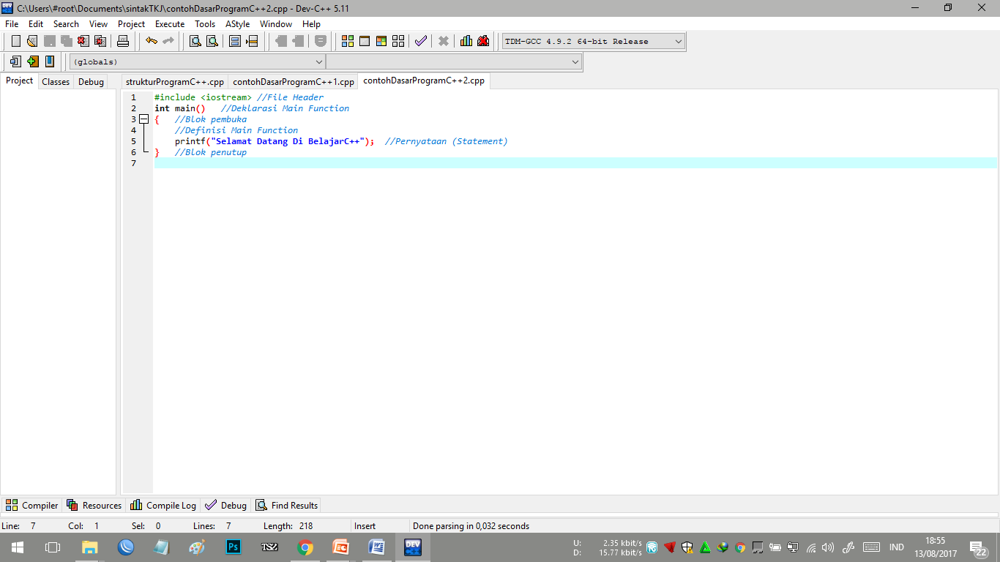 C:\Users\#root\Documents\sintakTKJ\contohDasarProgramC++2.cpp - Dev-C++ 5.11
File Edit Search View Project Execute Tools AStyle Window Help
TDM-GCC 4.9.2 64-bit Release
(globals)
Project Classes Debug
strukturProgramC++.cpp contohDasarProgramC++1.cpp contohDasarProgramC++2.cpp
1 #include <iostream> //File Header
2 int main() //Deklarasi Main Function
3 { //Blok pembuka
4 //Definisi Main Function
5 printf("Selamat Datang Di BelajarC++"); //Pernyataan (Statement)
6 } //Blok penutup
7
Compiler Resources Compile Log Debug Find Results
Line: 7 Col: 1 Sel: 0 Lines: 7 Length: 218 Insert Done parsing in 0,032 seconds
Ps TS2 DEV C++
U: 2.35 kbit/s
D: 15.77 kbit/s
IND
18:55
13/08/2017
22